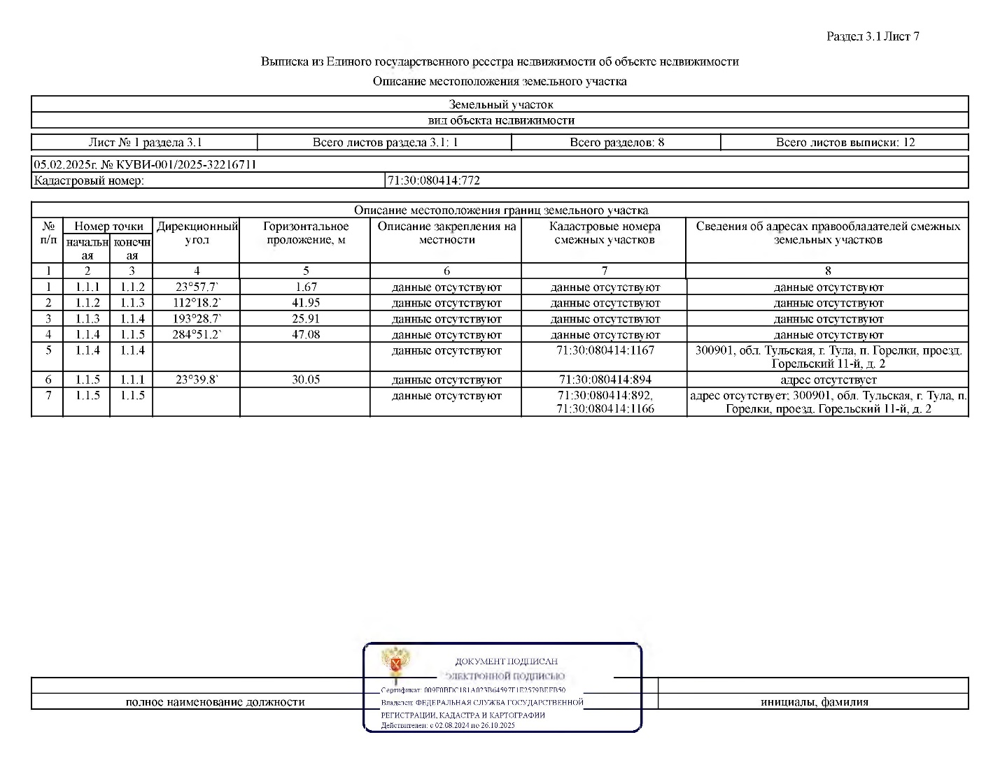 Раздел 3.1 Лист 7
Выписка из Единого государственного реестра недвижимости об объекте недвижимости
Описание местоположения земельного участка
Земельный участок
вид объекта недвижимости
Лист № 1 раздела 3.1 Всего листов раздела 3.1: 1 Всего разделов: 8 Всего листов выписки: 12
05.02.2025г. № КУВИ-001/2025-32216711
Кадастровый номер: 71:30:080414:772
Описание местоположения границ земельного участка
№ п/п Номер точки Дирекционный угол Горизонтальное проложение, м Описание закрепления на местности Кадастровые номера смежных участков Сведения об адресах правообладателей смежных земельных участков
начальная конечная
1 2 3 4 5 6 7 8
1 1.1.1 1.1.2 23°57.7` 1.67 данные отсутствуют данные отсутствуют данные отсутствуют
2 1.1.2 1.1.3 112°18.2` 41.95 данные отсутствуют данные отсутствуют данные отсутствуют
3 1.1.3 1.1.4 193°28.7` 25.91 данные отсутствуют данные отсутствуют данные отсутствуют
4 1.1.4 1.1.5 284°51.2` 47.08 данные отсутствуют данные отсутствуют данные отсутствуют
5 1.1.4 1.1.4 данные отсутствуют 71:30:080414:1167 300901, обл. Тульская, г. Тула, п. Горелки, проезд.
Горельский 11-й, д. 2
6 1.1.5 1.1.1 23°39.8` 30.05 данные отсутствуют 71:30:080414:894 адрес отсутствует
7 1.1.5 1.1.5 данные отсутствуют 71:30:080414:892, адрес отсутствует; 300901, обл. Тульская, г. Тула, п.
71:30:080414:1166 Горелки, проезд. Горельский 11-й, д. 2
ДОКУМЕНТ ПОДПИСАН
ЭЛЕКТРОННОЙ ПОДПИСЬЮ
Сертификат:
Владелец: ФЕДЕРАЛЬНАЯ СЛУЖБА ГОСУДАРСТВЕННОЙ
РЕГИСТРАЦИИ, КАДАСТРА И КАРТОГРАФИИ
Действителен: с 02.08.2024 по 26.10.2025
полное наименование должности инициалы, фамилия